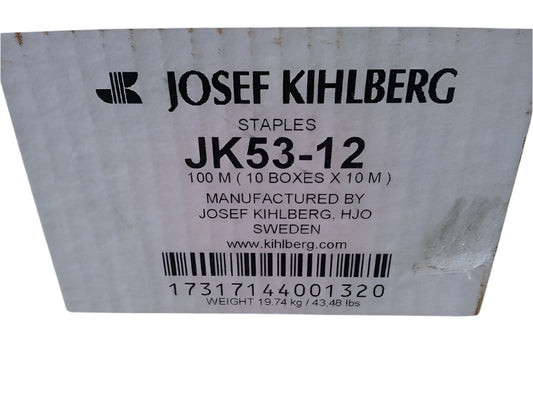 JK JOSEF KIHLBERG
STAPLES
JK53-12
100 M ( 10 BOXES X 10 M )
MANUFACTURED BY
JOSEF KIHLBERG, HJO
SWEDEN
www.kihlberg.com
17317144001320
WEIGHT 19,74 kg / 43,48 lbs